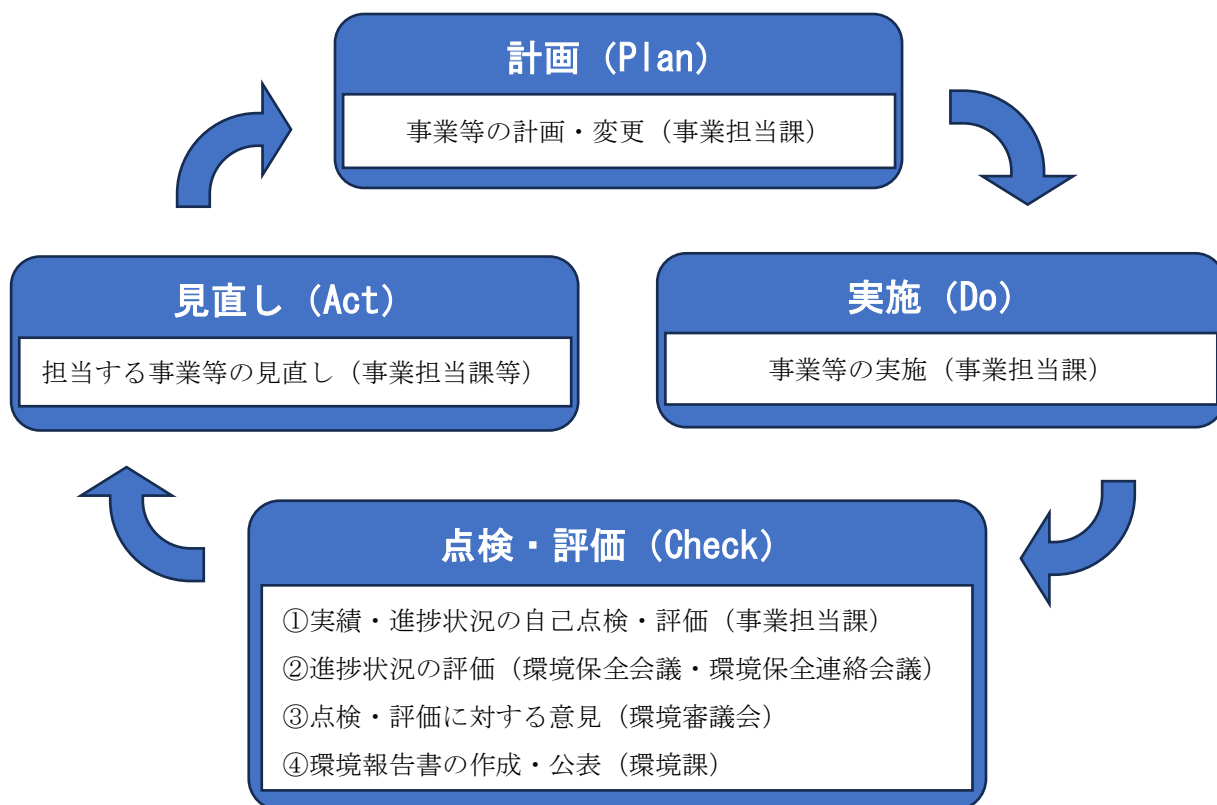 計画（Plan）
事業等の計画・変更（事業担当課）
見直し（Act）
担当する事業等の見直し（事業担当課等）
実施（Do）
事業等の実施（事業担当課）
点検・評価（Check）
①実績・進捗状況の自己点検・評価（事業担当課）
②進捗状況の評価（環境保全会議・環境保全連絡会議）
③点検・評価に対する意見（環境審議会）
④環境報告書の作成・公表（環境課）